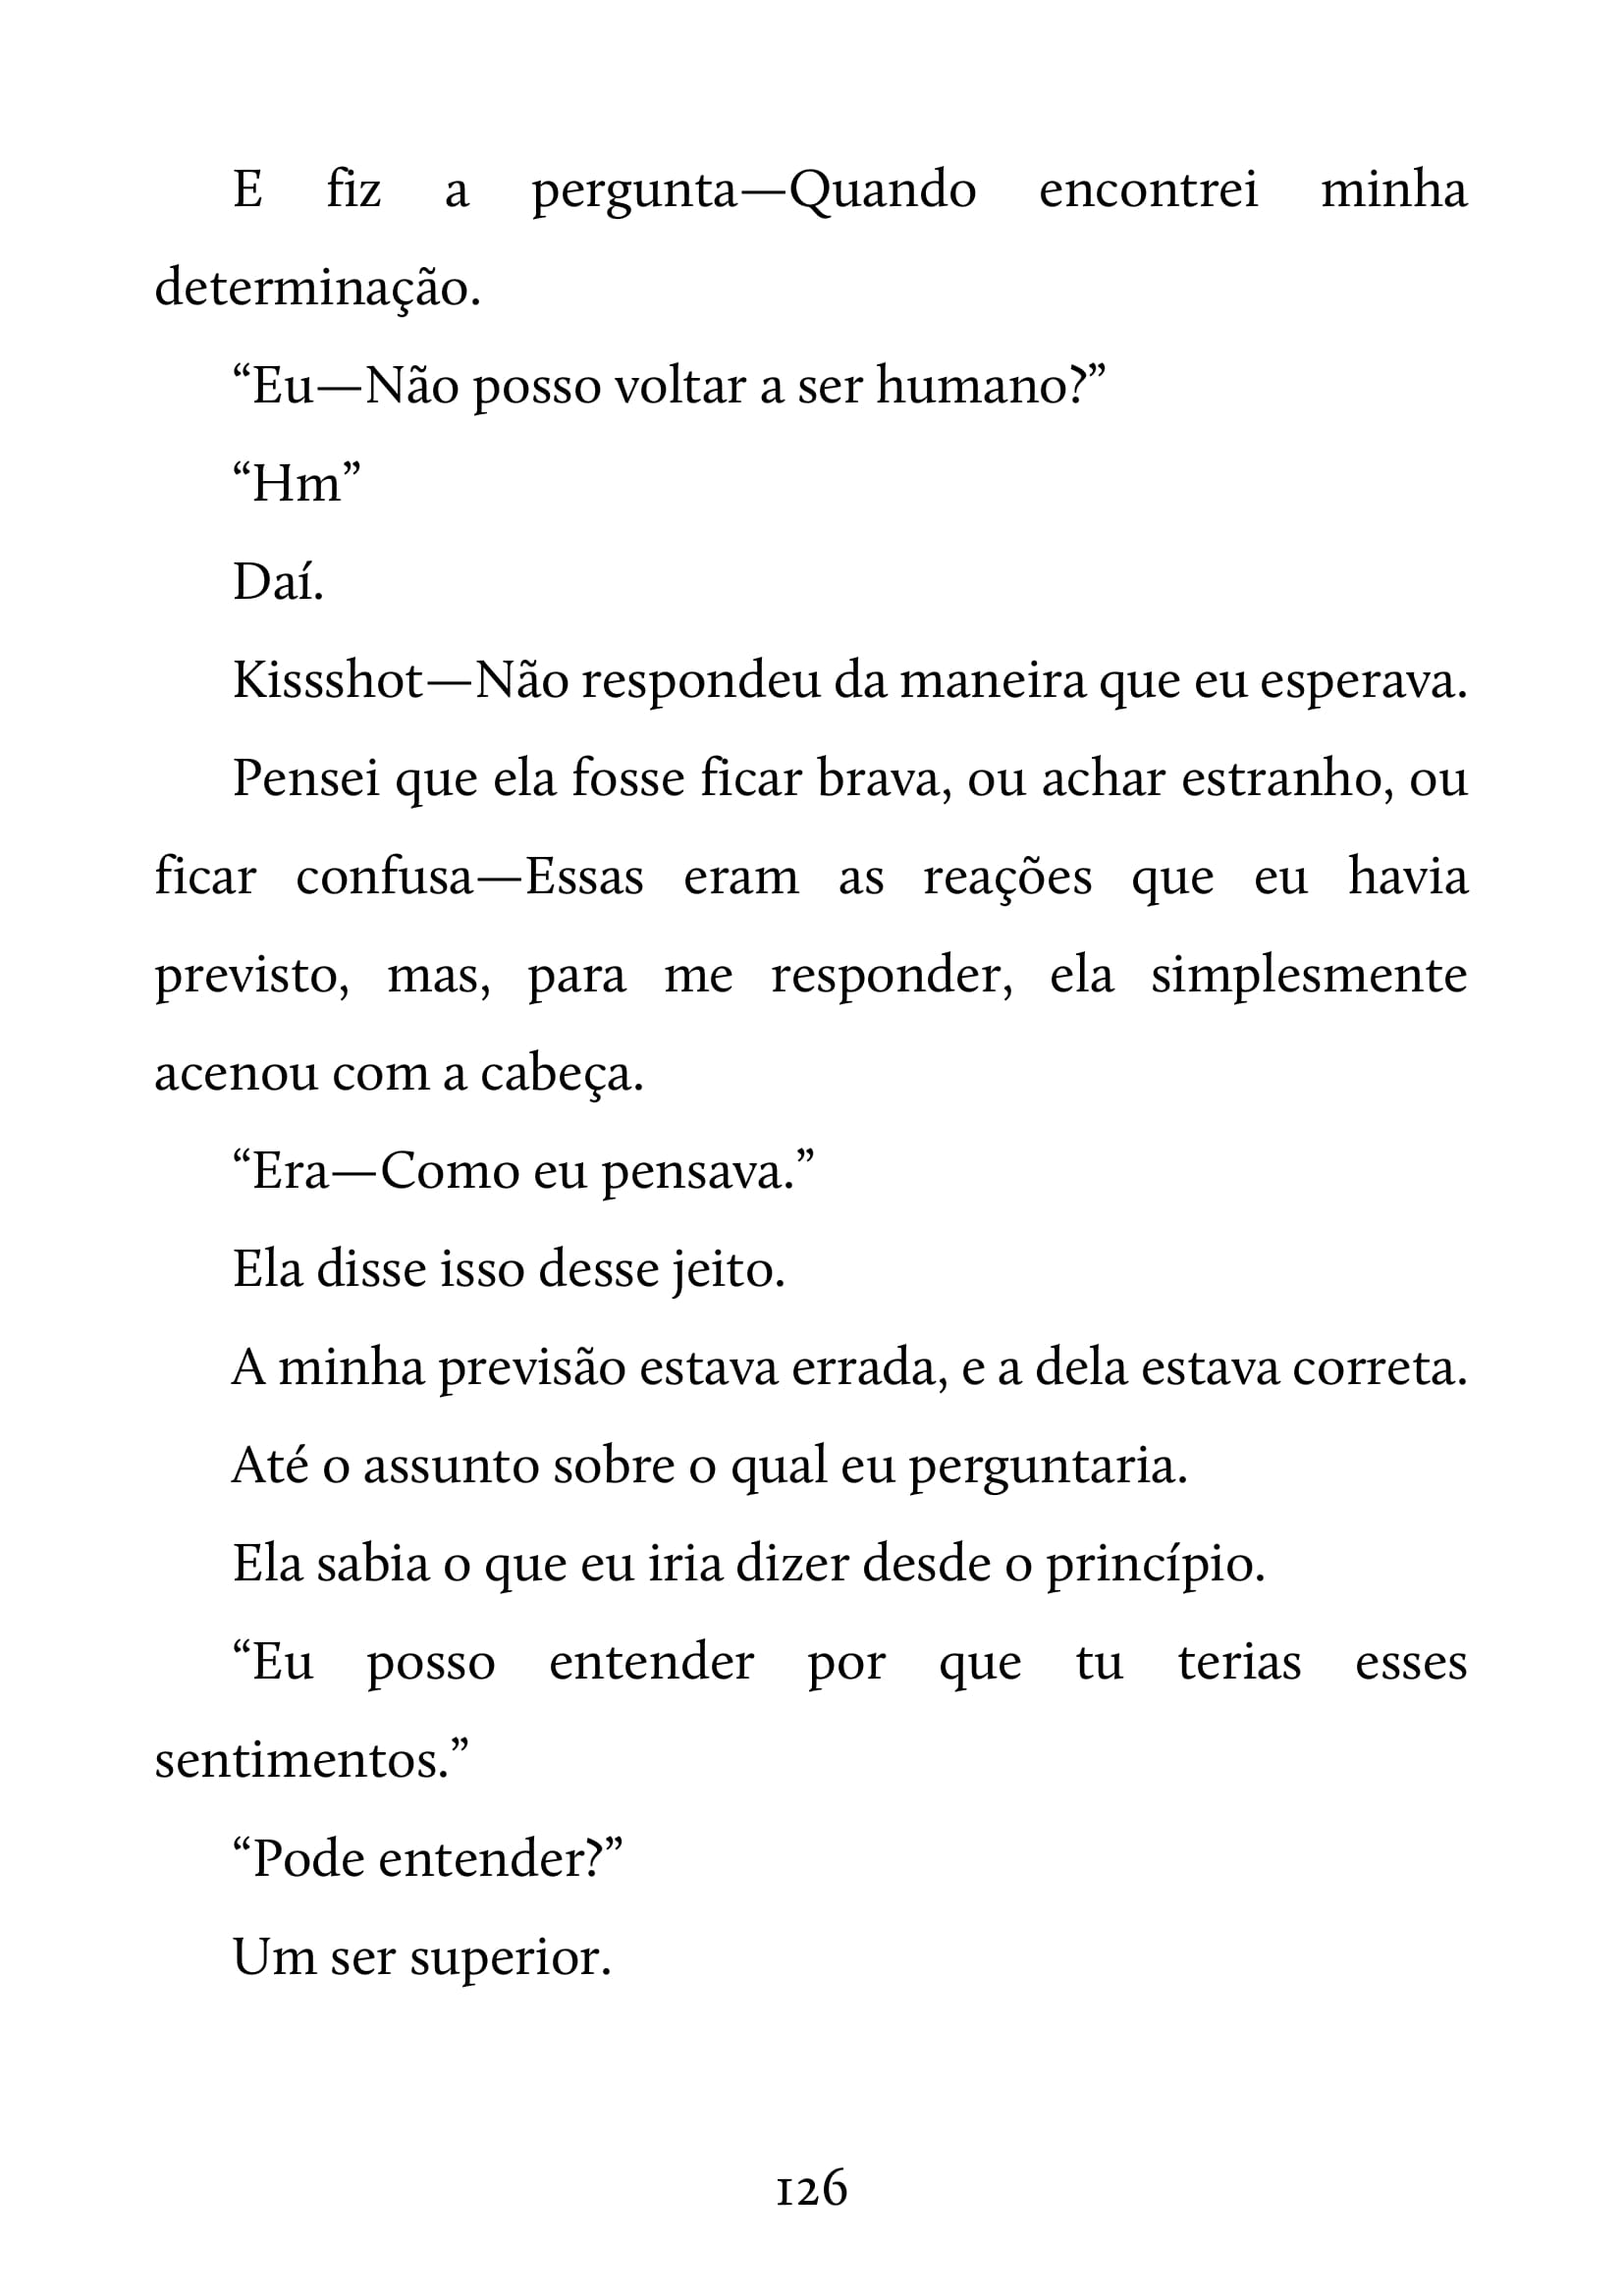 E fiz a pergunta—Quando encontrei minha
determinação.
“Eu—Não posso voltar a ser humano?”
“Hm”
Daí.
Kissshot—Não respondeu da maneira que eu esperava.
Pensei que ela fosse ficar brava, ou achar estranho, ou
ficar confusa—Essas eram as reações que eu havia
previsto, mas, para me responder, ela simplesmente
acenou com a cabeça.
“Era—Como eu pensava.”
Ela disse isso desse jeito.
A minha previsão estava errada, e a dela estava correta.
Até o assunto sobre o qual eu perguntaria.
Ela sabia o que eu iria dizer desde o princípio.
“Eu posso entender por que tu terias esses
sentimentos.”
“Pode entender?”
Um ser superior.
126